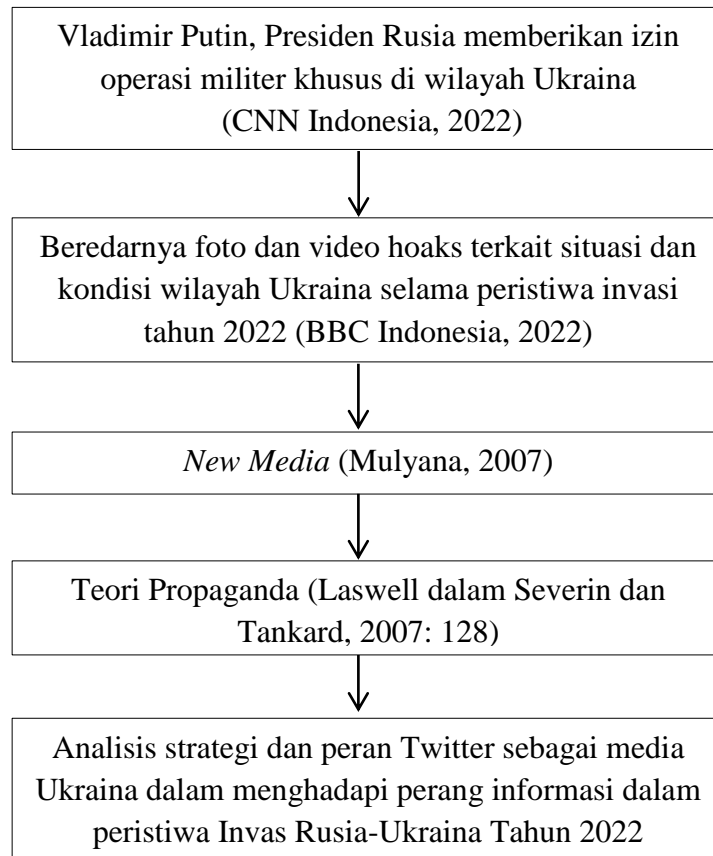 Vladimir Putin, Presiden Rusia memberikan izin
operasi militer khusus di wilayah Ukraina
(CNN Indonesia, 2022)
Beredarnya foto dan video hoaks terkait situasi dan
kondisi wilayah Ukraina selama peristiwa invasi
tahun 2022 (BBC Indonesia, 2022)
New Media (Mulyana, 2007)
Teori Propaganda (Laswell dalam Severin dan
Tankard, 2007: 128)
Analisis strategi dan peran Twitter sebagai media
Ukraina dalam menghadapi perang informasi dalam
peristiwa Invas Rusia-Ukraina Tahun 2022